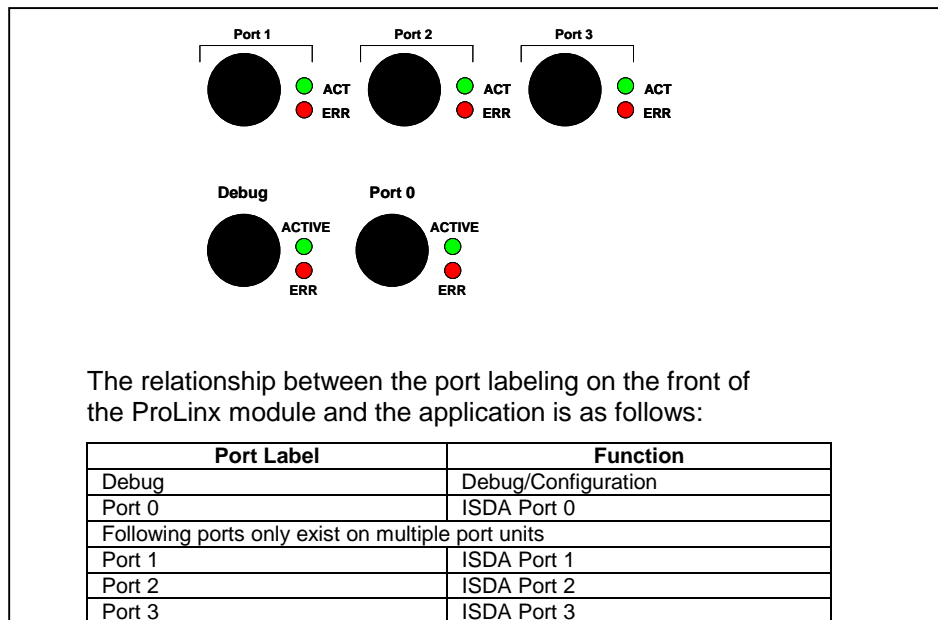 Port 1 Port 2 Port 3
ACT ACT ACT
ERR ERR ERR
Debug Port 0
ACTIVE ACTIVE
ERR ERR
The relationship between the port labeling on the front of
the ProLinx module and the application is as follows:
Port Label Function
Debug Debug/Configuration
Port 0 ISDA Port 0
Following ports only exist on multiple port units
Port 1 ISDA Port 1
Port 2 ISDA Port 2
Port 3 ISDA Port 3